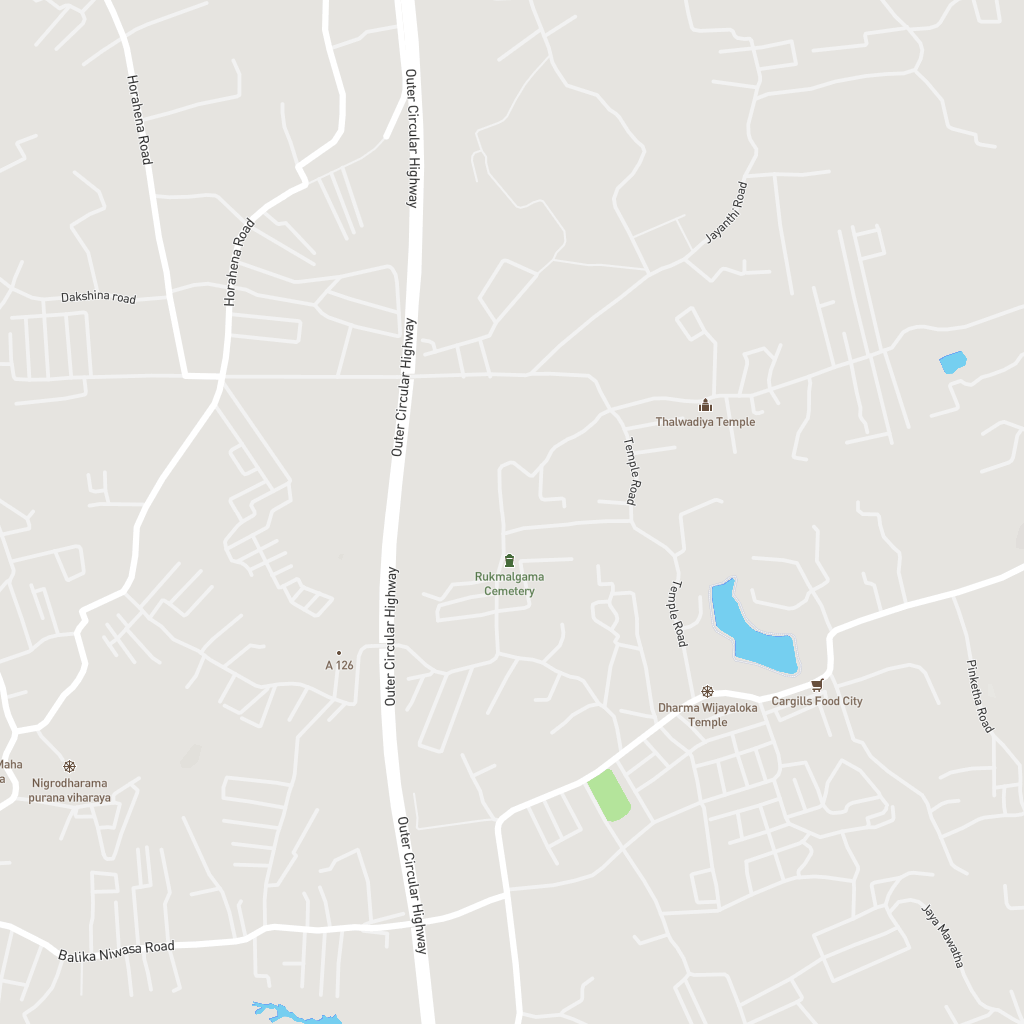 Outer Circular Highway
Horahena Road
Jayanthi Road
Horahena Road
Dakshina road
Outer Circular Highway
Thalwadiya Temple
Temple Road
Rukmalgama
Cemetery
Outer Circular Highway
Temple Road
A 126
Pinketha Road
Dharma Wijayaloka
Temple
Cargills Food City
Maha
a
Nigrodharama
purana viharaya
Outer Circular Highway
Jaya Mawatha
Balika Niwasa Road